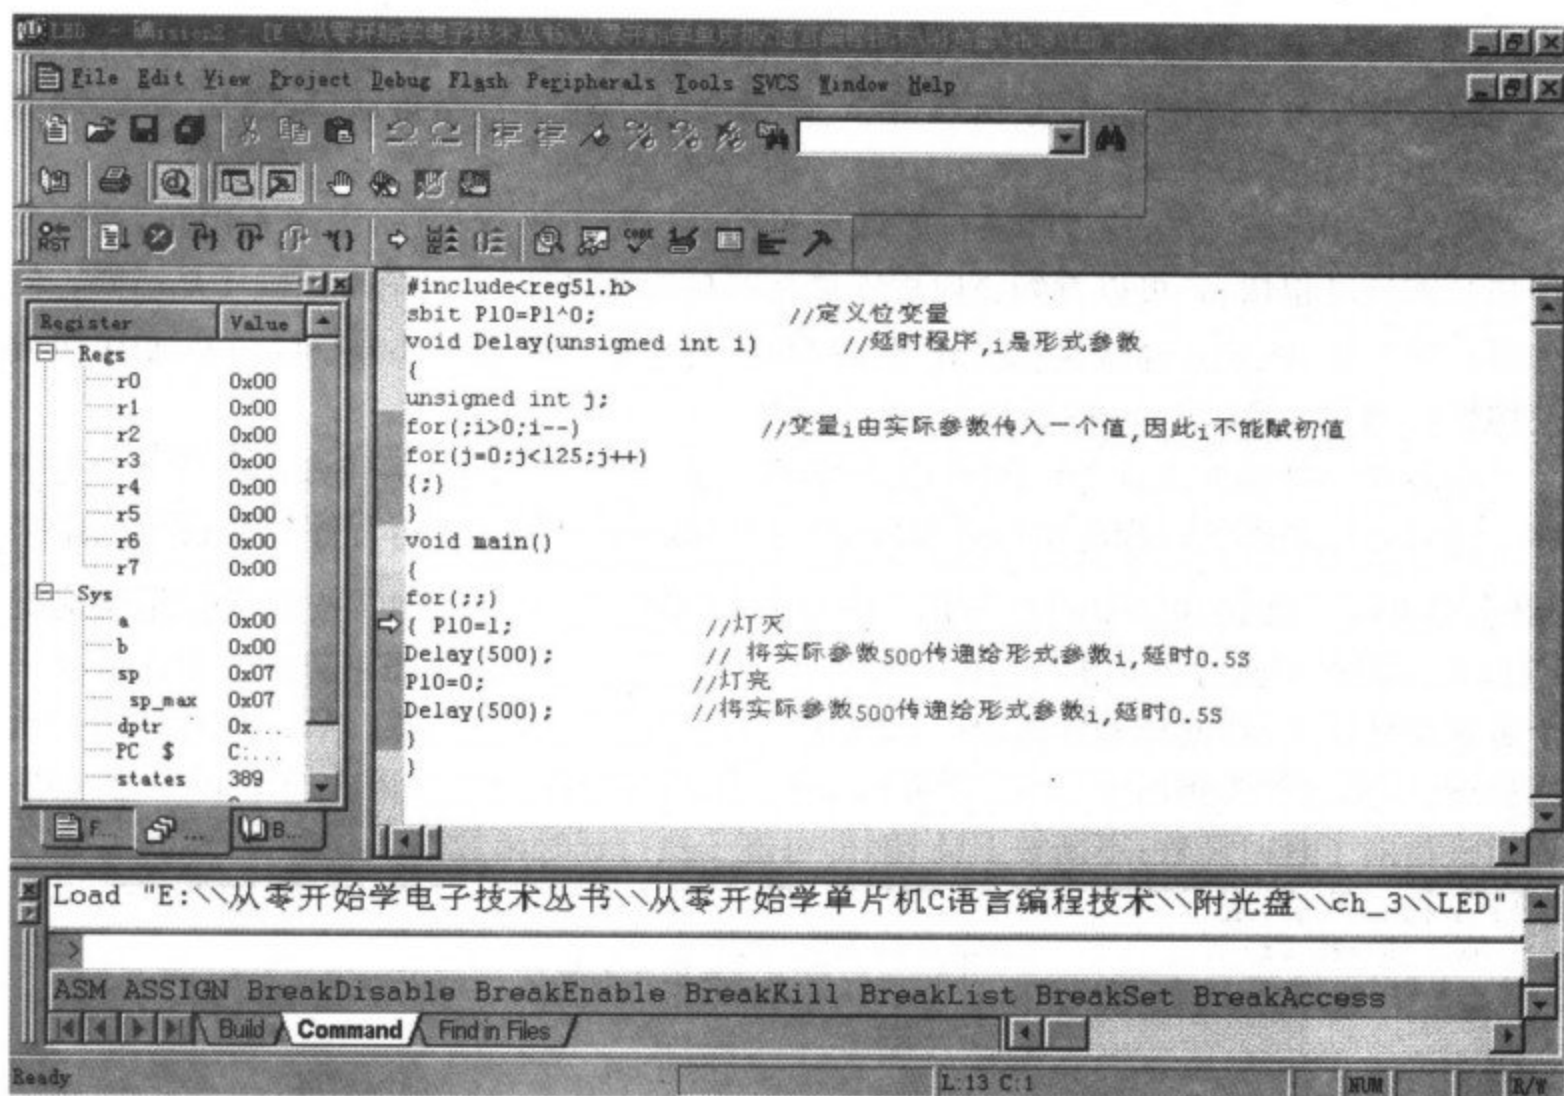 File Edit View Project Debug Flash Peripherals Tools SVCS Window Help
RST
Register Value
Regs
r0 0x00
r1 0x00
r2 0x00
r3 0x00
r4 0x00
r5 0x00
r6 0x00
r7 0x00
Sys
a 0x00
b 0x00
sp 0x07
sp_max 0x07
dptr 0x...
PC $ C:...
states 389
F... ... B...
#include<reg51.h>
sbit P10=P1^0; //定义位变量
void Delay(unsigned int i) //延时程序,i是形式参数
{
unsigned int j;
for(;i>0;i--) //变量i由实际参数传入一个值,因此i不能赋初值
for(j=0;j<125;j++)
{;}
}
void main()
{
for(;;)
{ P10=1; //灯灭
Delay(500); // 将实际参数500传递给形式参数i,延时0.5S
P10=0; //灯亮
Delay(500); //将实际参数500传递给形式参数i,延时0.5S
}
}
Load "E:\\从零开始学电子技术丛书\\从零开始学单片机C语言编程技术\\附光盘\\ch_3\\LED"
>
ASM ASSIGN BreakDisable BreakEnable BreakKill BreakList BreakSet BreakAccess
Build Command Find in Files
Ready L:13 C:1 NUM R/W